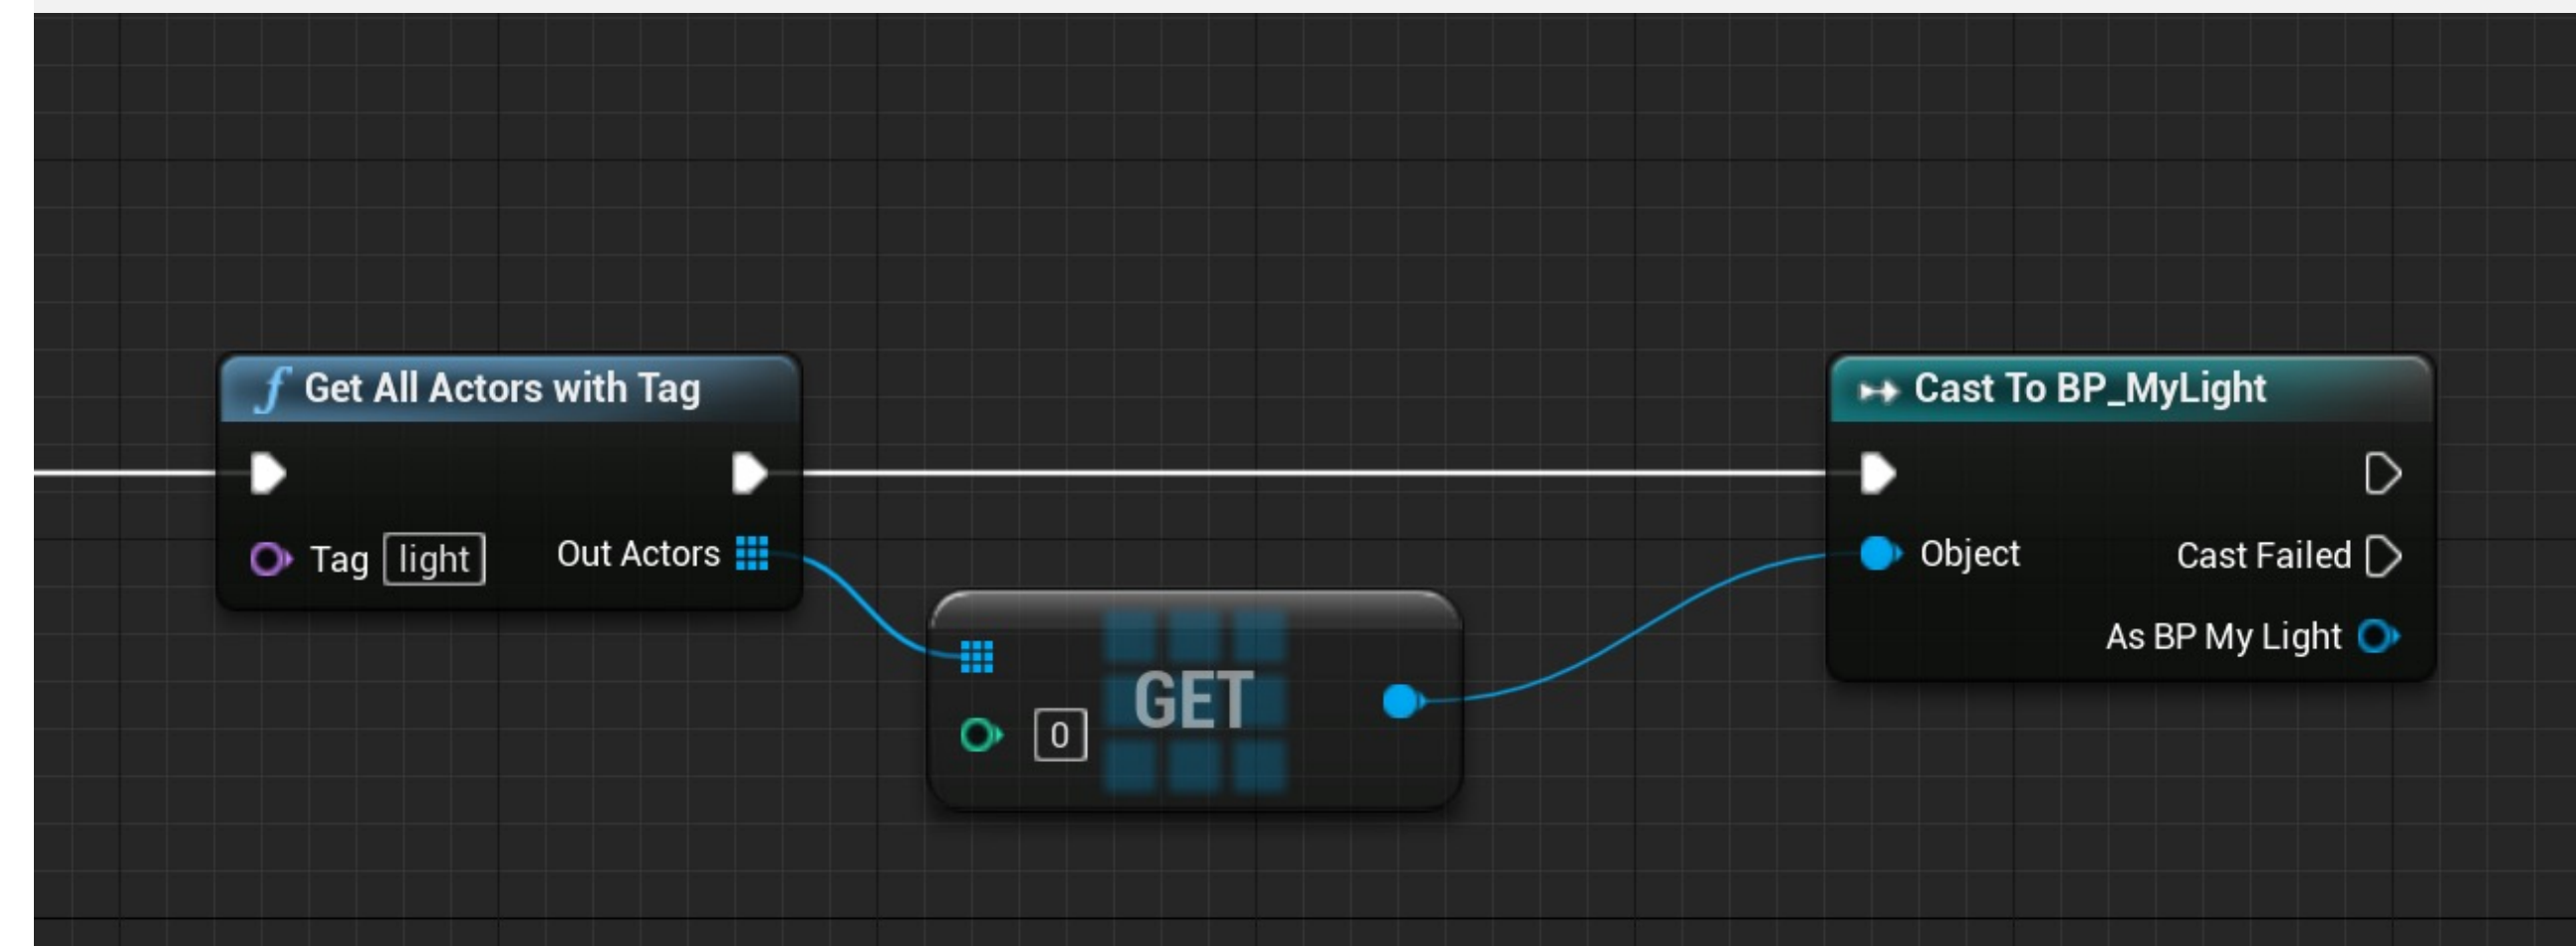 Get All Actors with Tag
Tag light
Out Actors
0
GET
Cast To BP_MyLight
Object
Cast Failed
As BP My Light